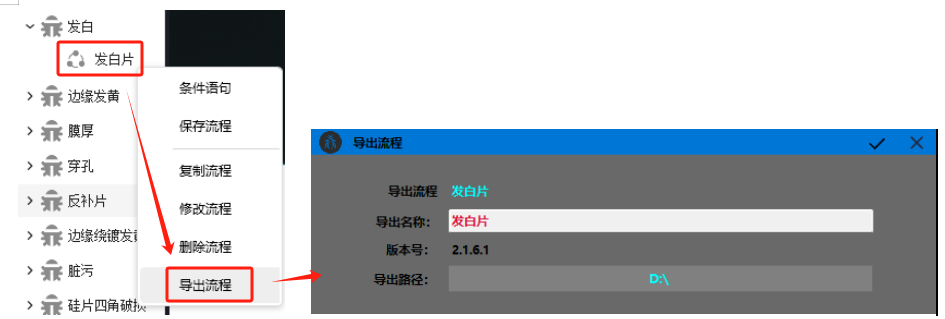 发白
发白片
边缘发黄
膜厚
穿孔
反补片
边缘绕镀发
脏污
硅片四角破损
条件语句
保存流程
复制流程
修改流程
删除流程
导出流程
导出流程
导出流程 发白片
导出名称: 发白片
版本号: 2.1.6.1
导出路径: D:\